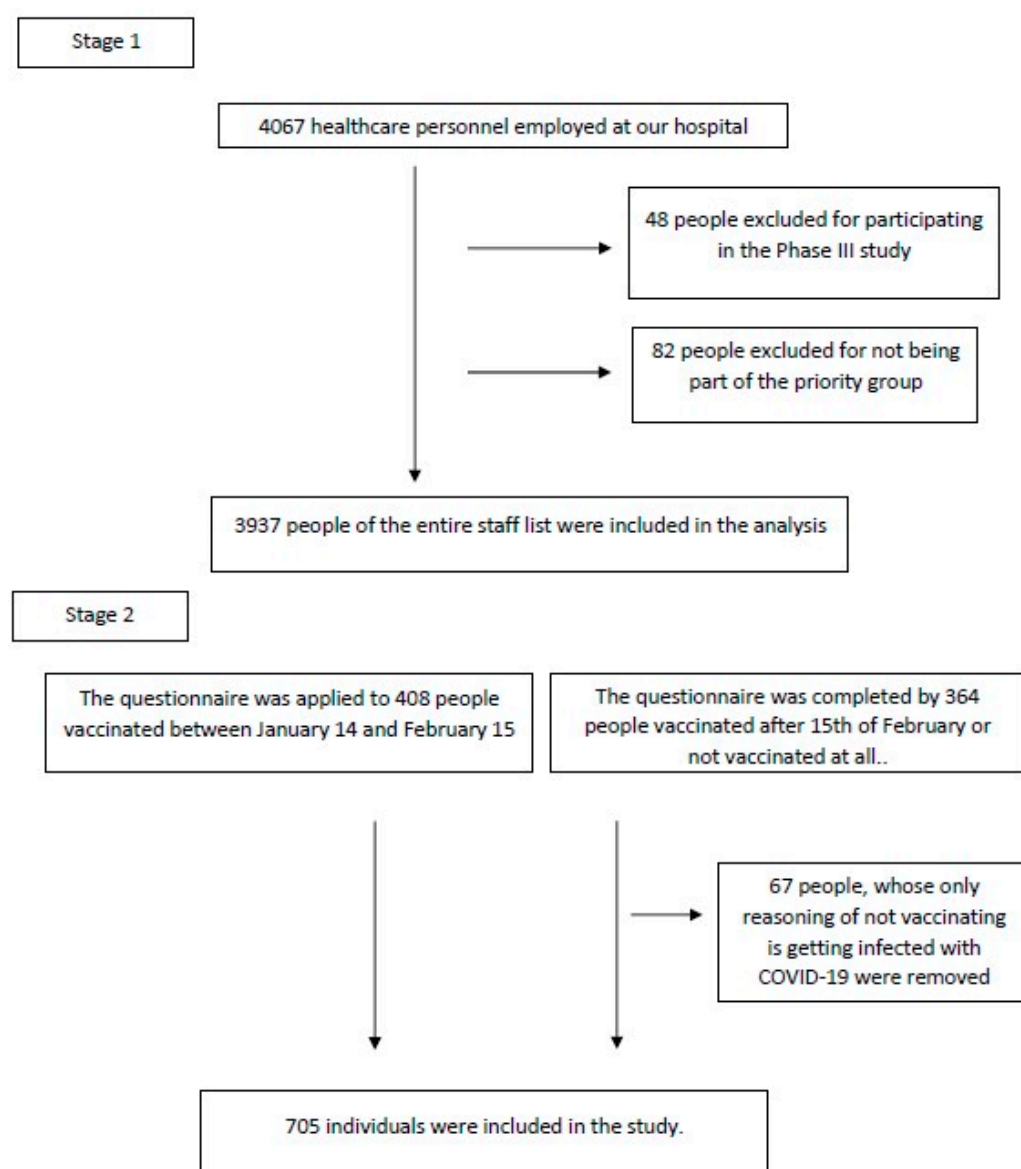 Stage 1
4067 healthcare personnel employed at our hospital
48 people excluded for participating
in the Phase III study
82 people excluded for not being
part of the priority group
3937 people of the entire staff list were included in the analysis
Stage 2
The questionnaire was applied to 408 people
vaccinated between January 14 and February 15
The questionnaire was completed by 364
people vaccinated after 15th of February or
not vaccinated at all..
67 people, whose only
reasoning of not vaccinating
is getting infected with
COVID-19 were removed
705 individuals were included in the study.